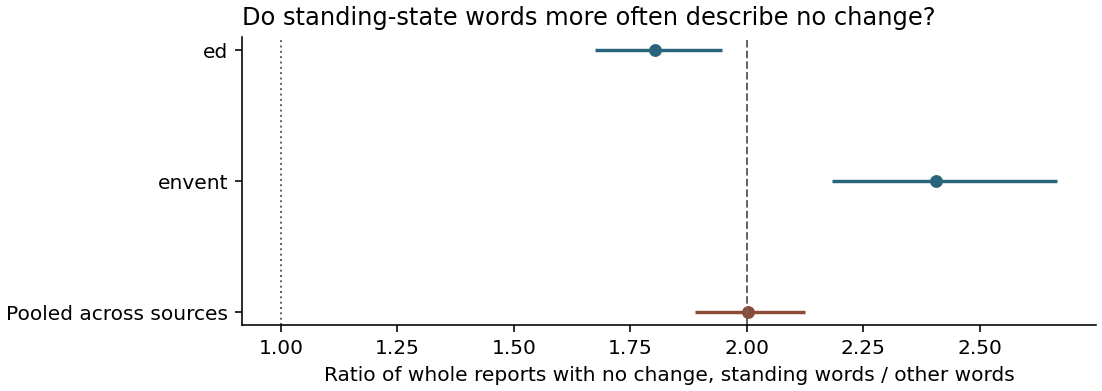 Do standing-state words more often describe no change?
ed
envent
Pooled across sources
1.00 1.25 1.50 1.75 2.00 2.25 2.50
Ratio of whole reports with no change, standing words / other words